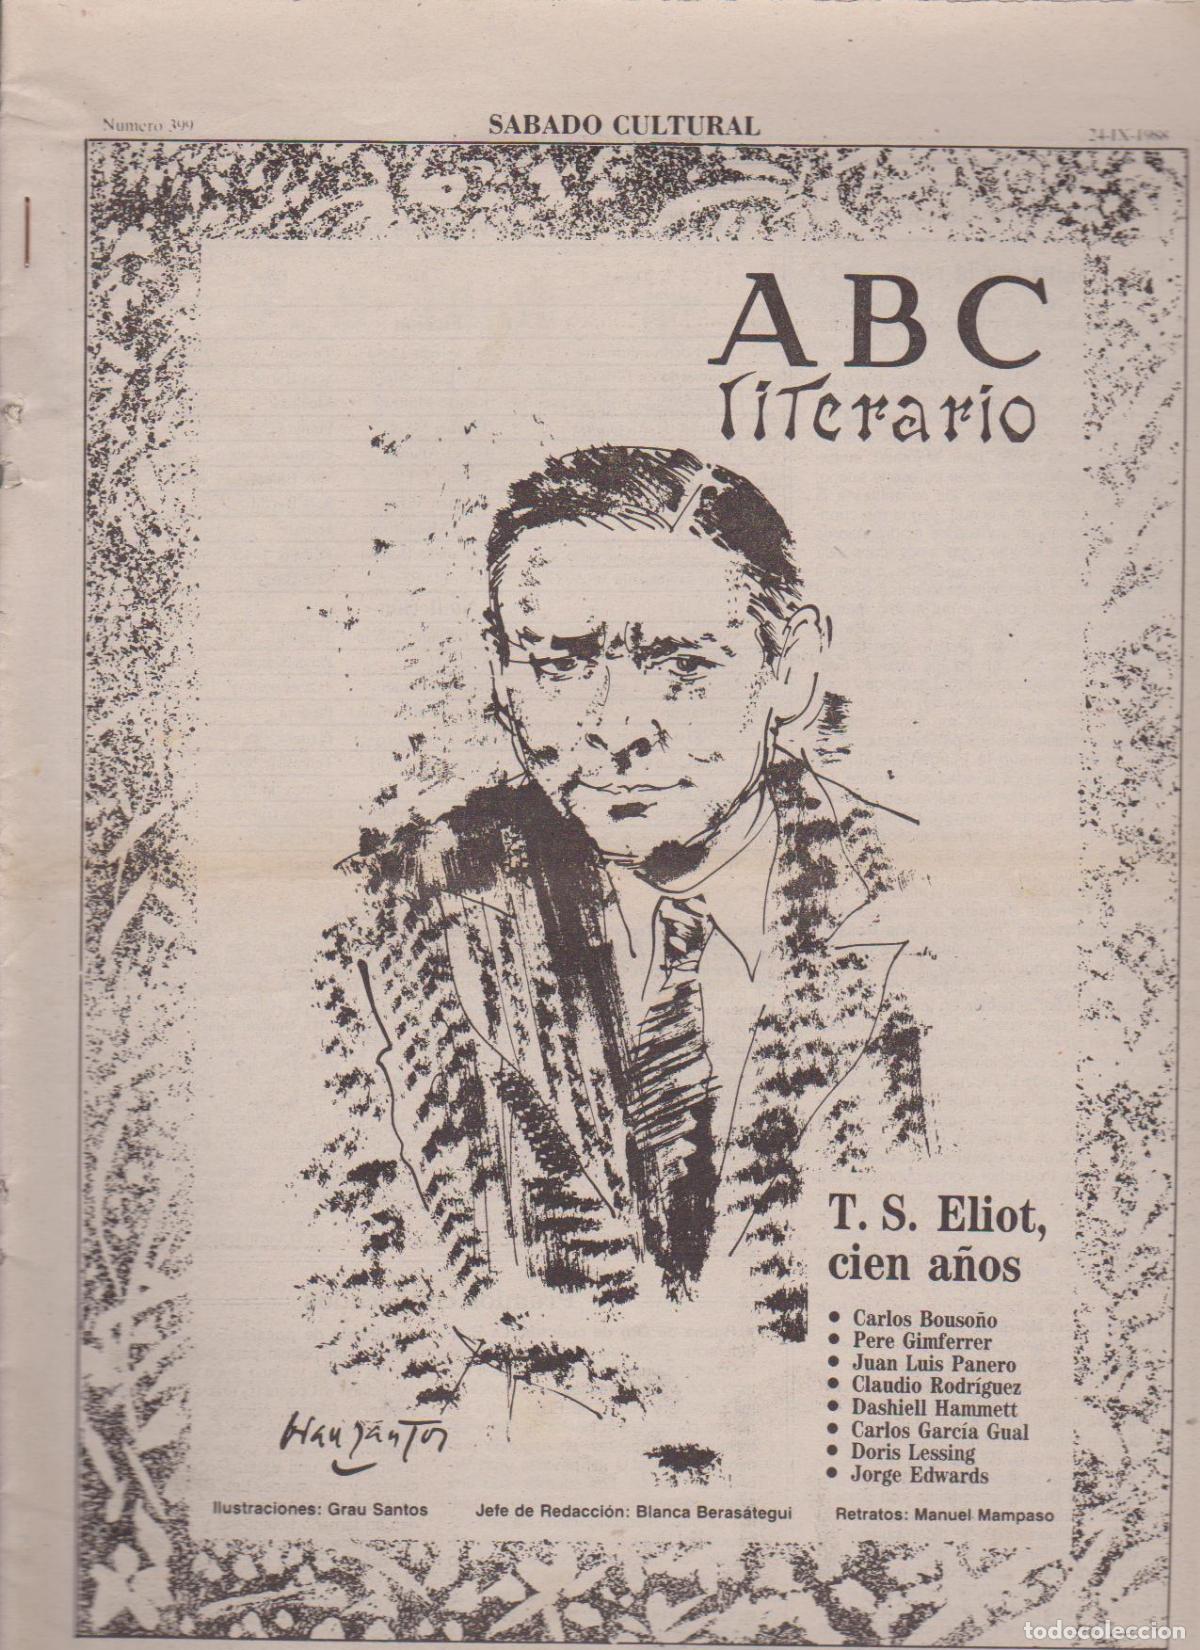 Numero 399
SABADO CULTURAL
24-IX-1988
ABC
literario
T. S. Eliot,
cien años
• Carlos Bousoño
• Pere Gimferrer
• Juan Luis Panero
• Claudio Rodríguez
• Dashiell Hammett
• Carlos García Gual
• Doris Lessing
• Jorge Edwards
Ilustraciones: Grau Santos
Jefe de Redacción: Blanca Berasátegui
Retratos: Manuel Mampaso
todocoleccion